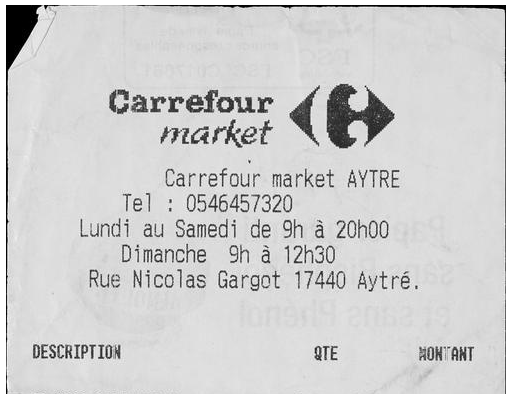 Carrefour
market
Carrefour market AYTRE
Tel : 0546457320
Lundi au Samedi de 9h à 20h00
Dimanche 9h à 12h30
Rue Nicolas Gargot 17440 Aytré.
DESCRIPTION QTE MONTANT